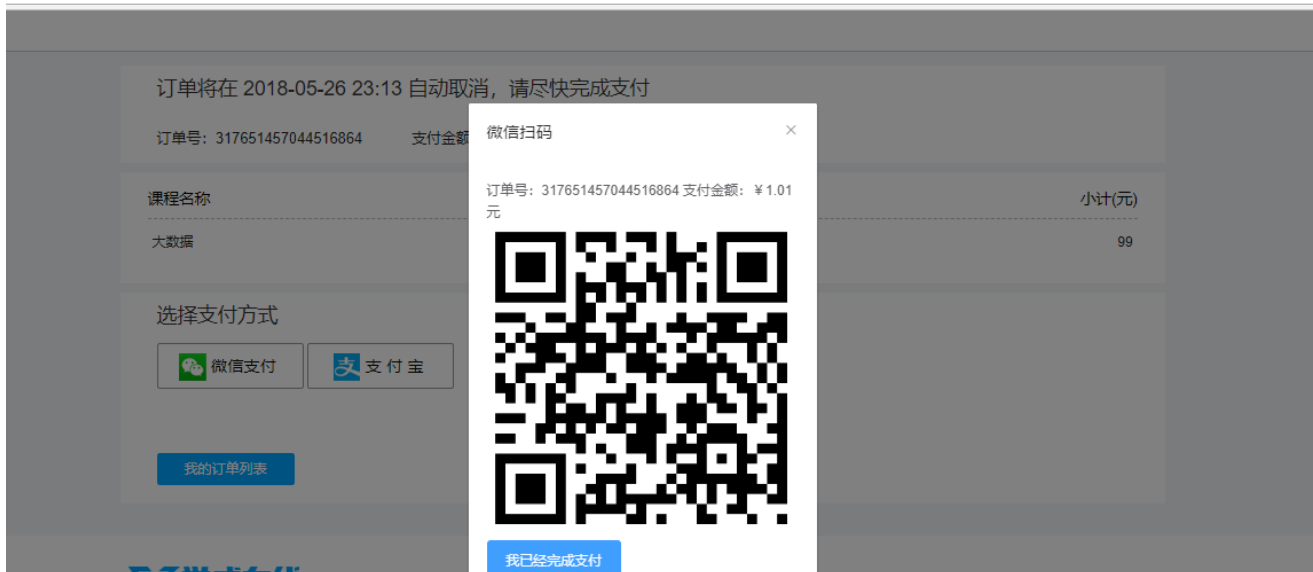 订单将在 2018-05-26 23:13 自动取消，请尽快完成支付
订单号：317651457044516864 支付金额
微信扫码
订单号：317651457044516864 支付金额：￥1.01
元
课程名称 小计(元)
大数据 99
选择支付方式
微信支付 支付宝
我的订单列表
我已经完成支付